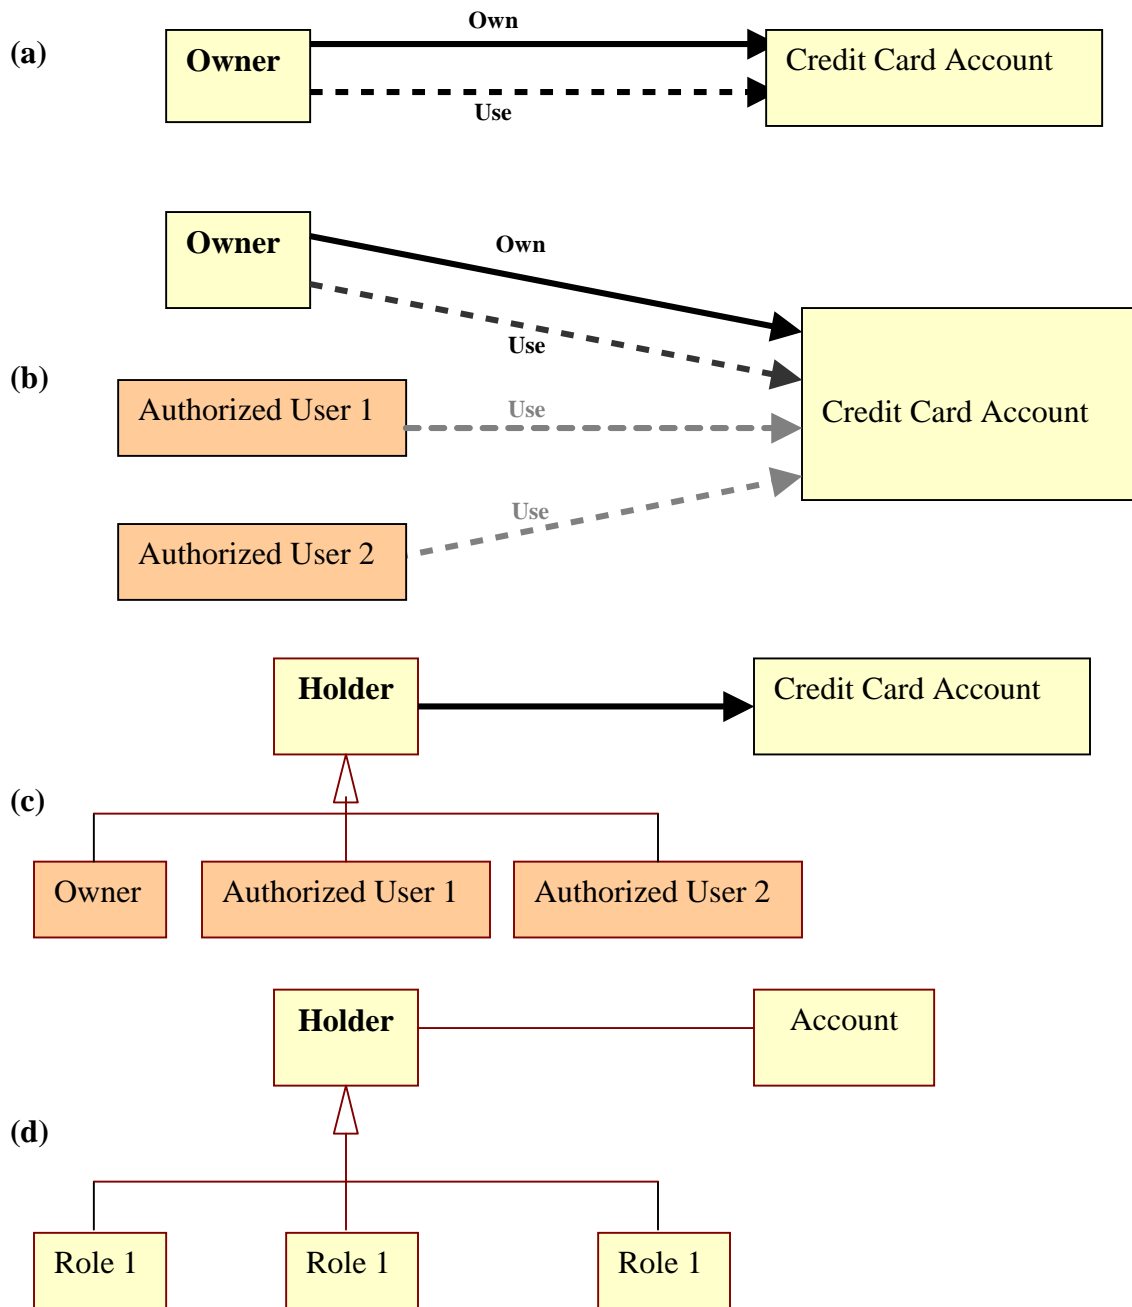 (a)
Own
Owner
Credit Card Account
Use
Owner
Own
Use
(b)
Authorized User 1
Use
Credit Card Account
Use
Authorized User 2
Holder
Credit Card Account
(c)
Owner
Authorized User 1
Authorized User 2
Holder
Account
(d)
Role 1
Role 1
Role 1